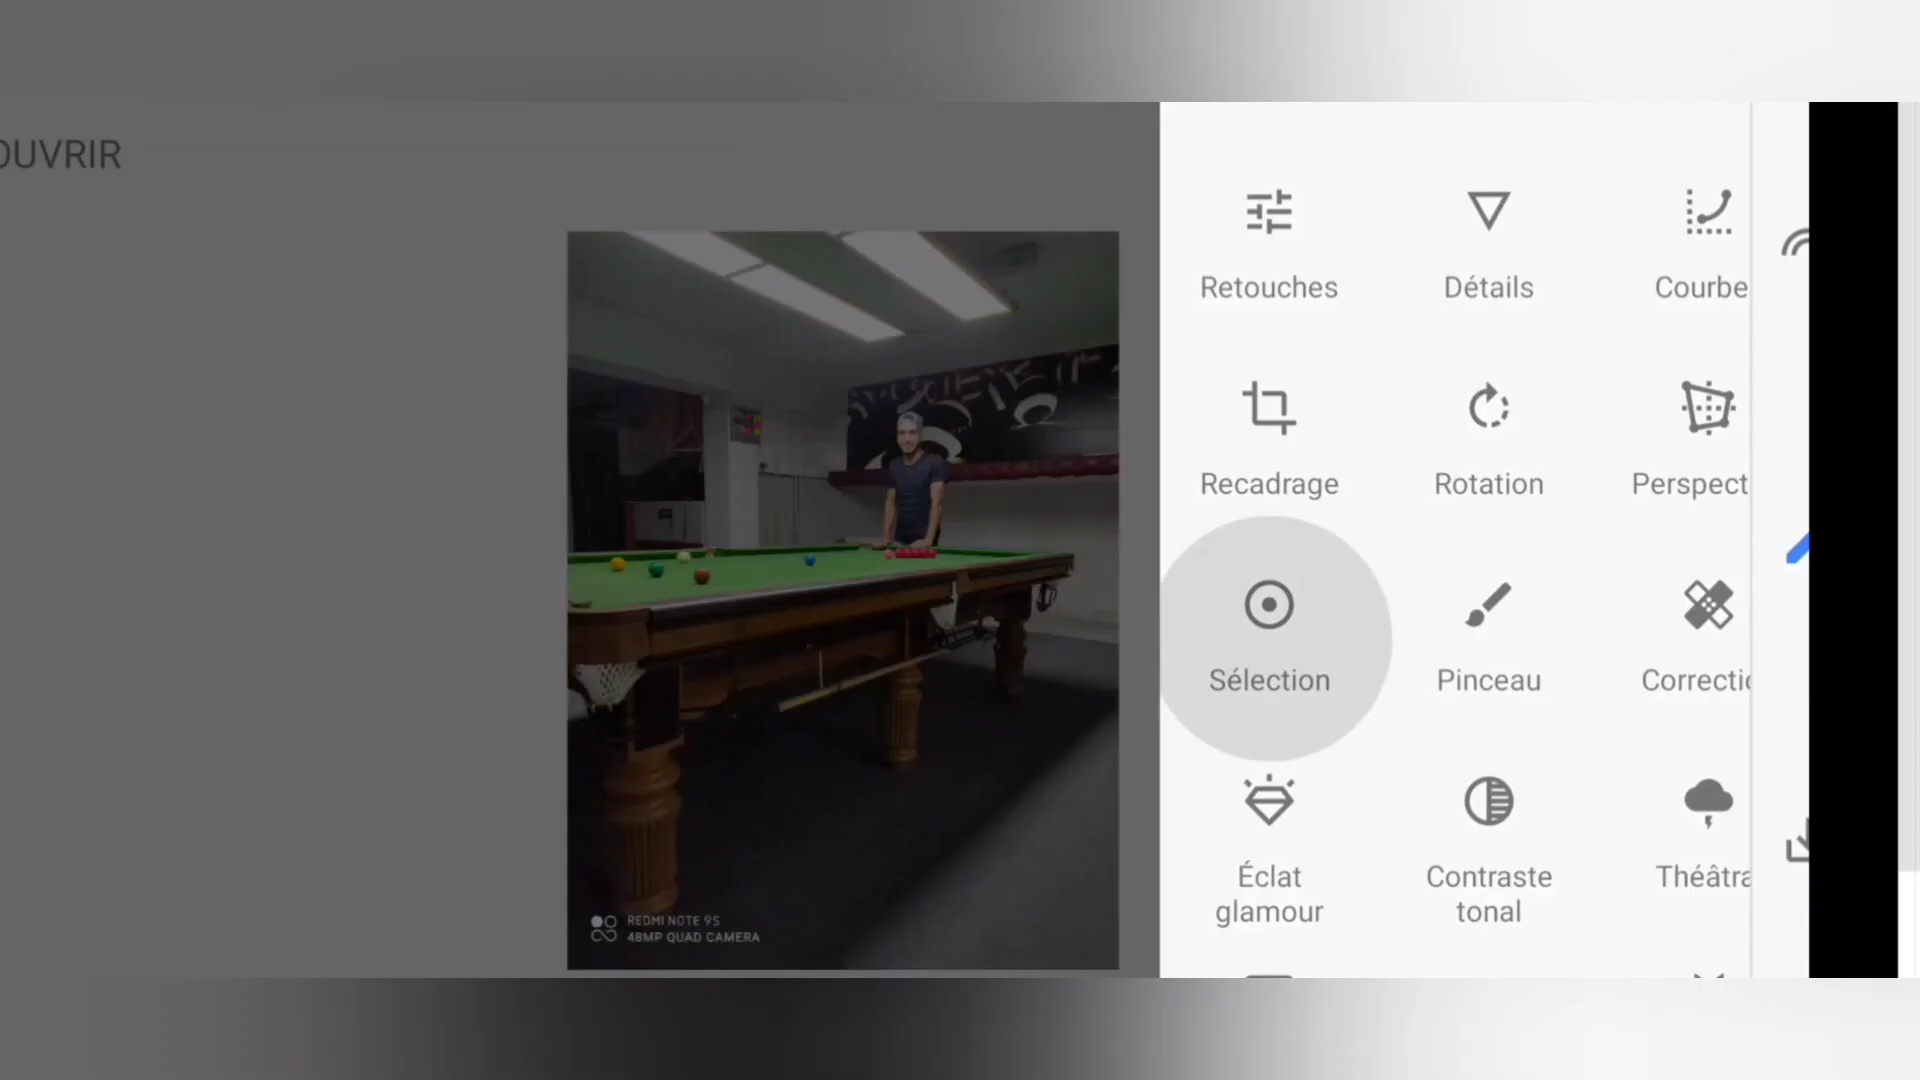 OUVRIR
Retouches
Détails
Courbe
Recadrage
Rotation
Perspect
Sélection
Pinceau
Correctio
Éclat
glamour
Contraste
tonal
Théâtra
REDMI NOTE 9S
48MP QUAD CAMERA